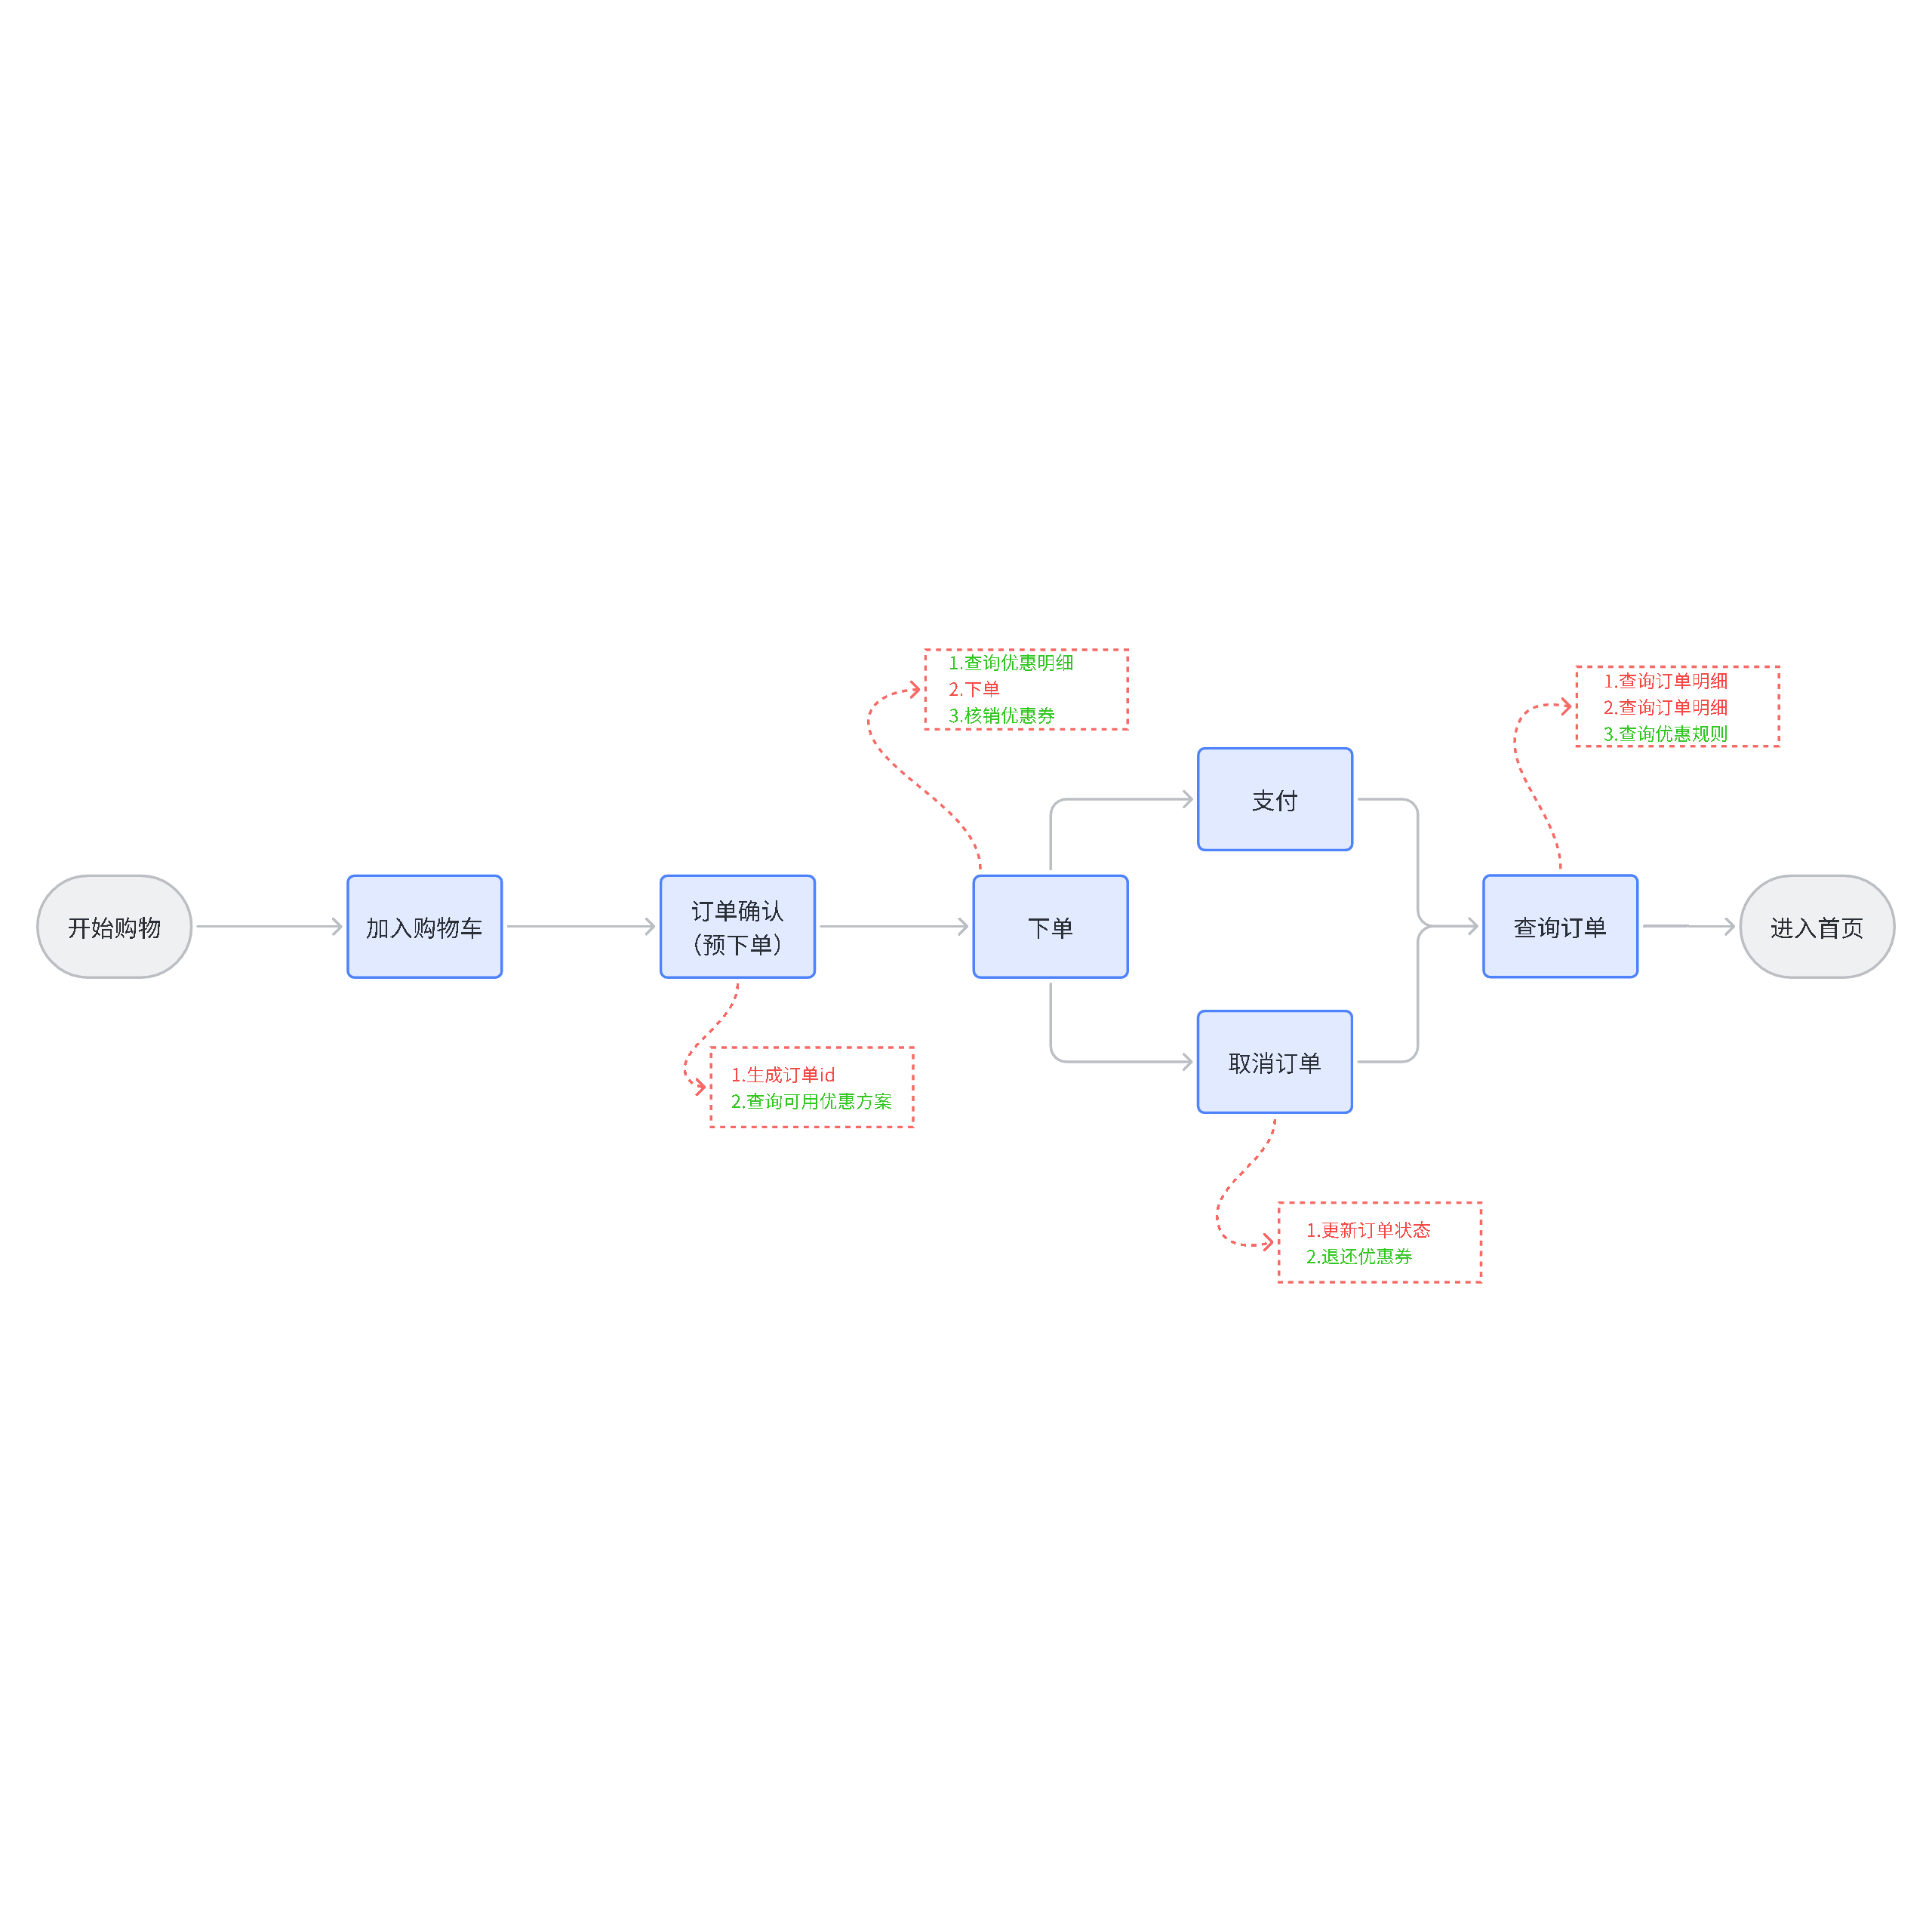 1.查询优惠明细
2.下单
3.核销优惠券
1.查询订单明细
2.查询订单明细
3.查询优惠规则
支付
开始购物
加入购物车
订单确认
（预下单）
下单
查询订单
进入首页
取消订单
1.生成订单id
2.查询可用优惠方案
1.更新订单状态
2.退还优惠券